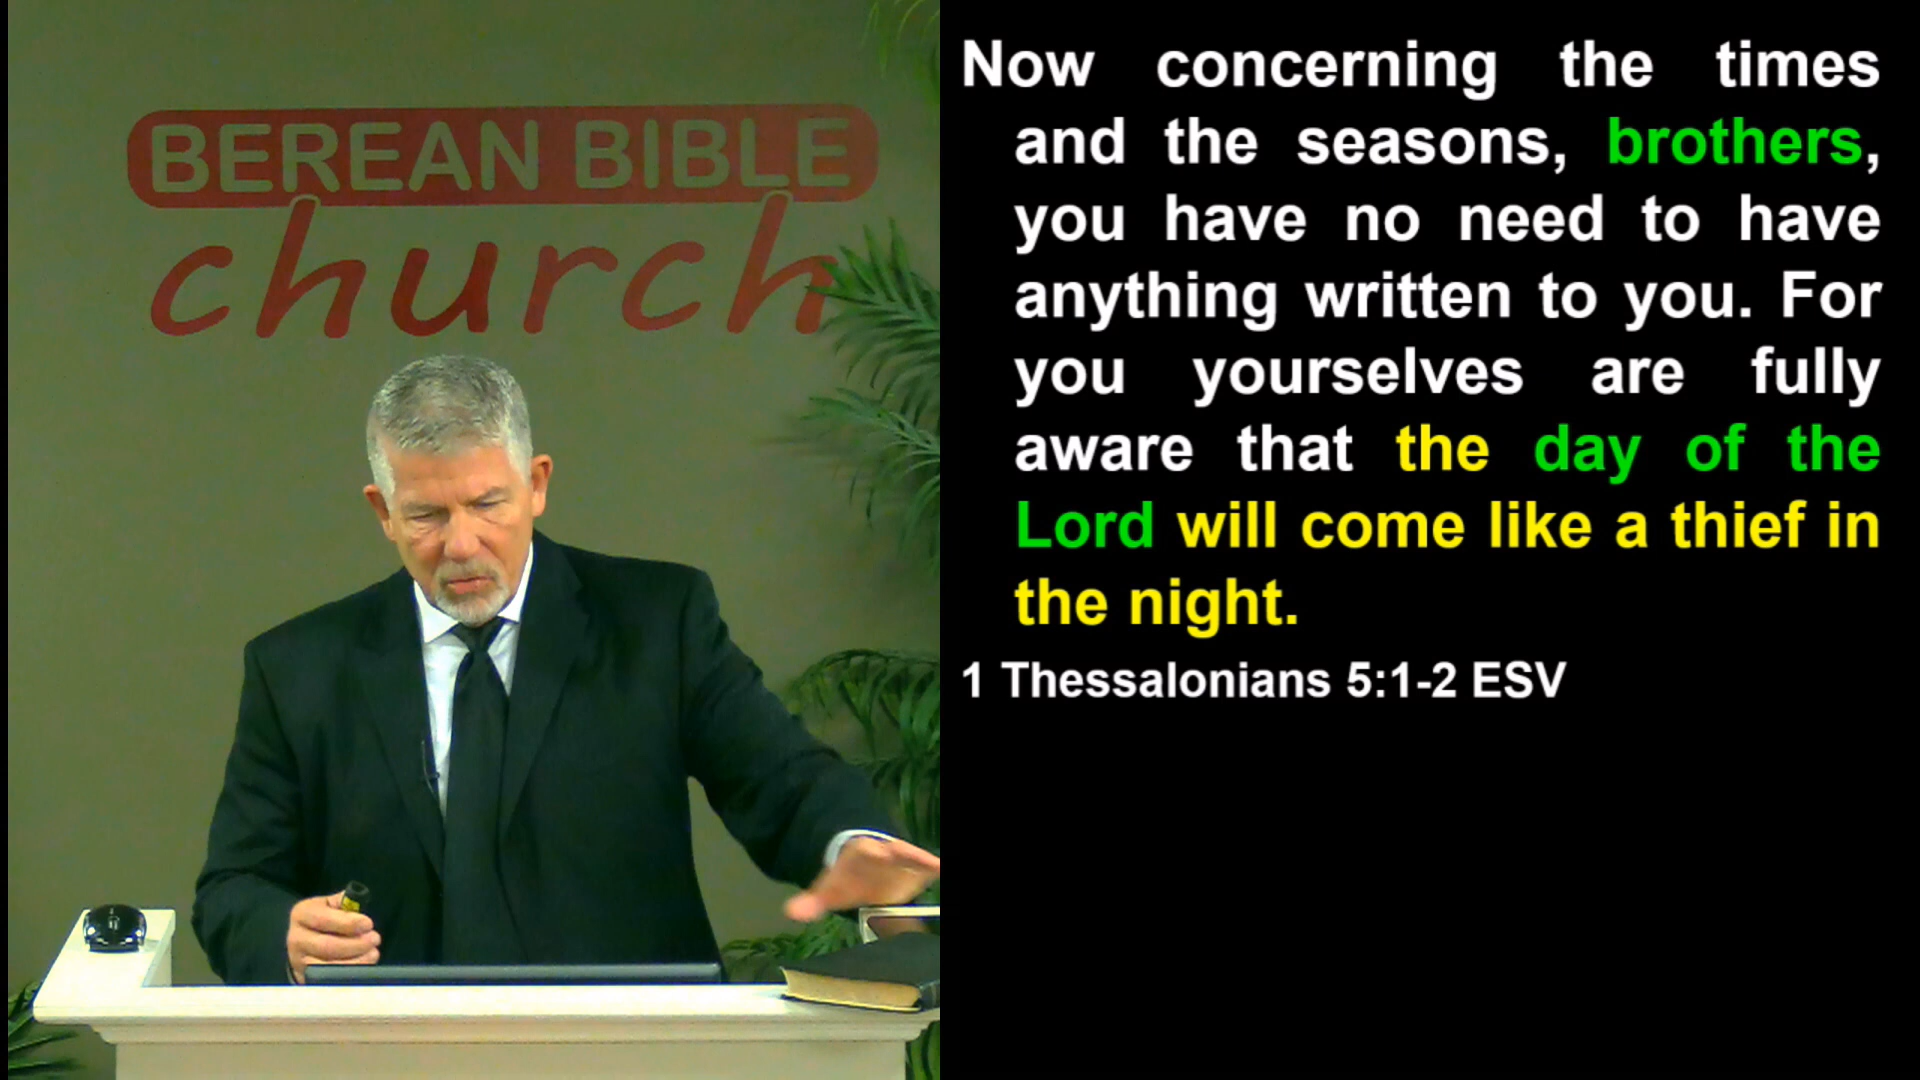 BEREAN BIBLE
church
Now concerning the times
and the seasons, brothers,
you have no need to have
anything written to you. For
you yourselves are fully
aware that the day of the
Lord will come like a thief in
the night.
1 Thessalonians 5:1-2 ESV